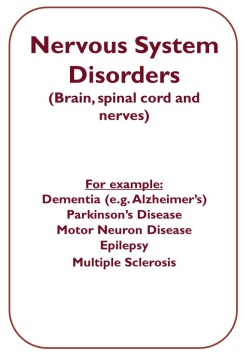 Nervous System
Disorders
(Brain, spinal cord and
nerves)
For example:
Dementia (e.g. Alzheimer's)
Parkinson's Disease
Motor Neuron Disease
Epilepsy
Multiple Sclerosis